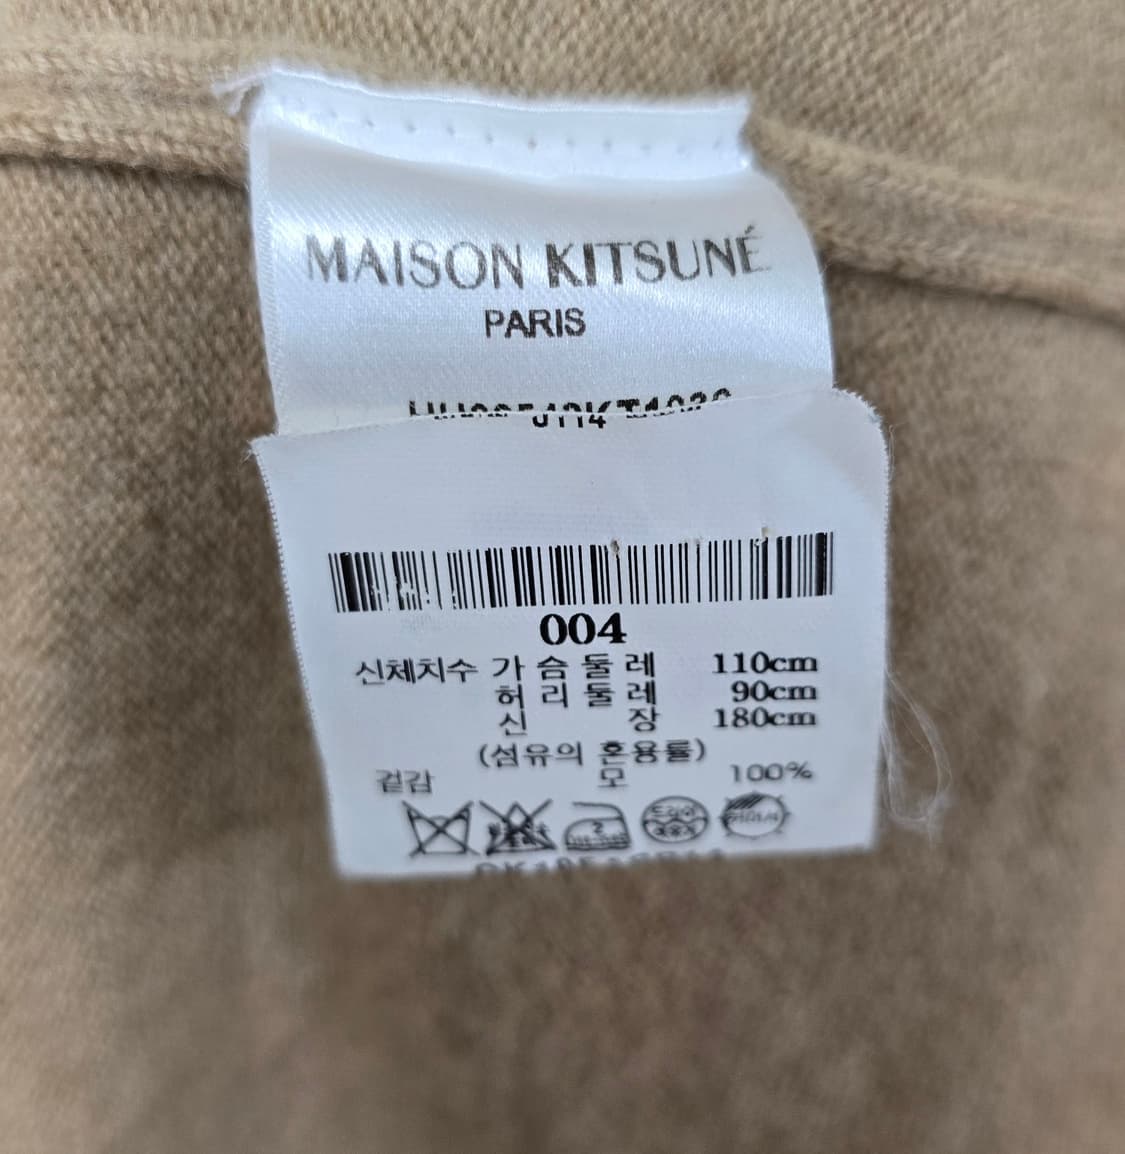 MAISON KITSUNÉ
PARIS
004
신체치수 가슴둘레 110cm
허리둘레 90cm
신장 180cm
(섬유의 혼용률)
겉감 모 100%